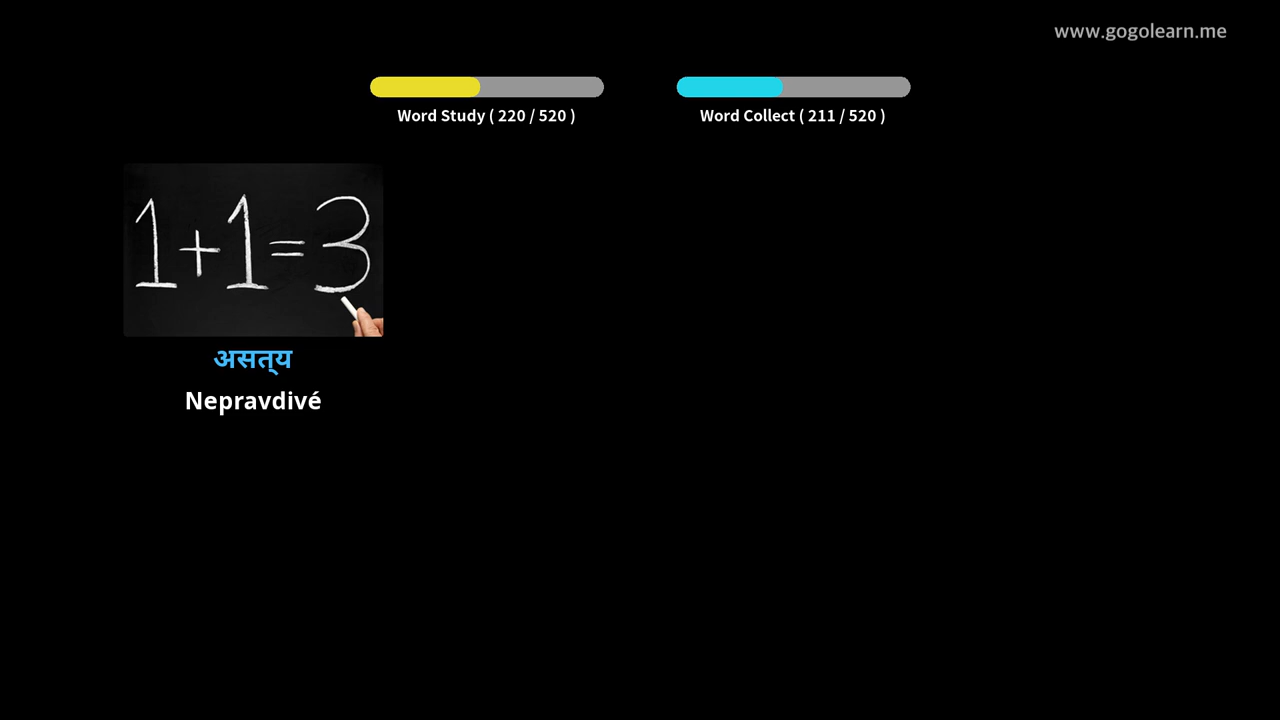 www.gogolearn.me
Word Study ( 220 / 520 )
Word Collect ( 211 / 520 )
1+1=3
असत्य
Nepravdivé